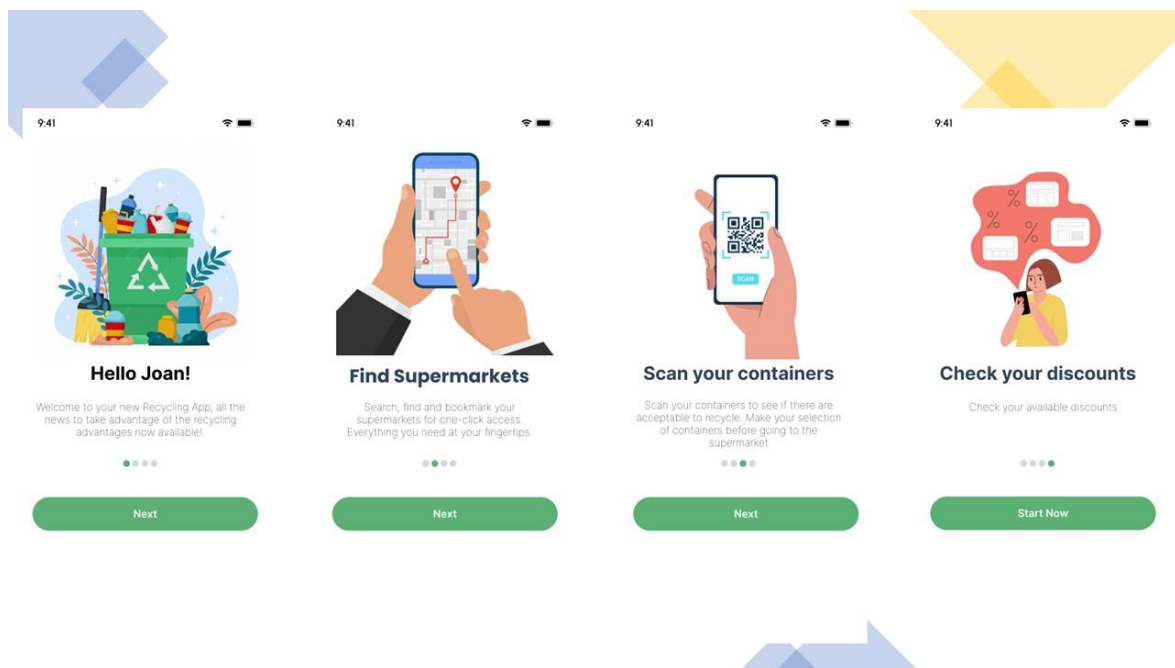 9:41
Hello Joan!
Welcome to your new Recycling App, all the
news to take advantage of the recycling
advantages now available!.
Next
9:41
Find Supermarkets
Search, find and bookmark your
supermarkets for one-click access.
Everything you need at your fingertips.
Next
9:41
SCAN
Scan your containers
Scan your containers to see if there are
acceptable to recycle. Make your selection
of containers before going to the
supermarket
Next
9:41
% % %
Check your discounts
Check your available discounts
Start Now